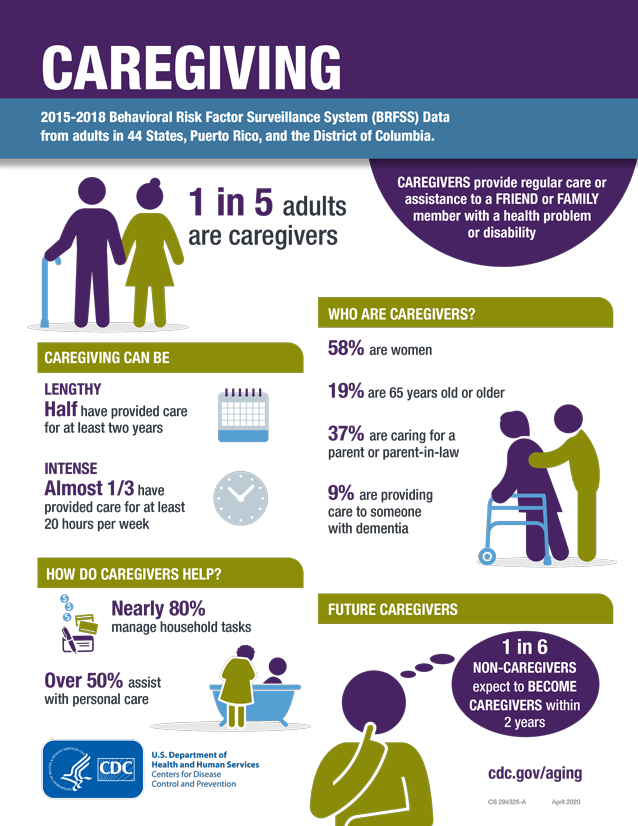 CAREGIVING
2015-2018 Behavioral Risk Factor Surveillance System (BRFSS) Data
from adults in 44 States, Puerto Rico, and the District of Columbia.
1 in 5 adults
are caregivers
CAREGIVERS provide regular care or
assistance to a FRIEND or FAMILY
member with a health problem
or disability
CAREGIVING CAN BE
LENGTHY
Half have provided care
for at least two years
INTENSE
Almost 1/3 have
provided care for at least
20 hours per week
HOW DO CAREGIVERS HELP?
Nearly 80%
manage household tasks
Over 50% assist
with personal care
WHO ARE CAREGIVERS?
58% are women
19% are 65 years old or older
37% are caring for a
parent or parent-in-law
9% are providing
care to someone
with dementia
FUTURE CAREGIVERS
1 in 6
NON-CAREGIVERS
expect to BECOME
CAREGIVERS within
2 years
CDC
U.S. Department of
Health and Human Services
Centers for Disease
Control and Prevention
cdc.gov/aging
CS 294325-A April 2020